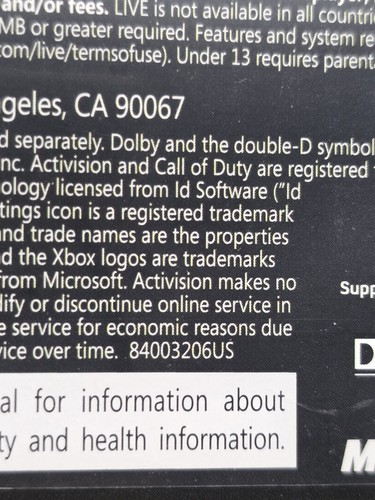 and/or fees. LIVE is not available in all countri
MB or greater required. Features and system re
com/live/termsofuse). Under 13 requires parent
geles, CA 90067
d separately. Dolby and the double-D symbol
nc. Activision and Call of Duty are registered
ology licensed from Id Software ("Id
tings icon is a registered trademark
and trade names are the properties
d the Xbox logos are trademarks
from Microsoft. Activision makes no
dify or discontinue online service in
e service for economic reasons due
vice over time. 84003206US
Supp
D
al for information about
ty and health information.
M